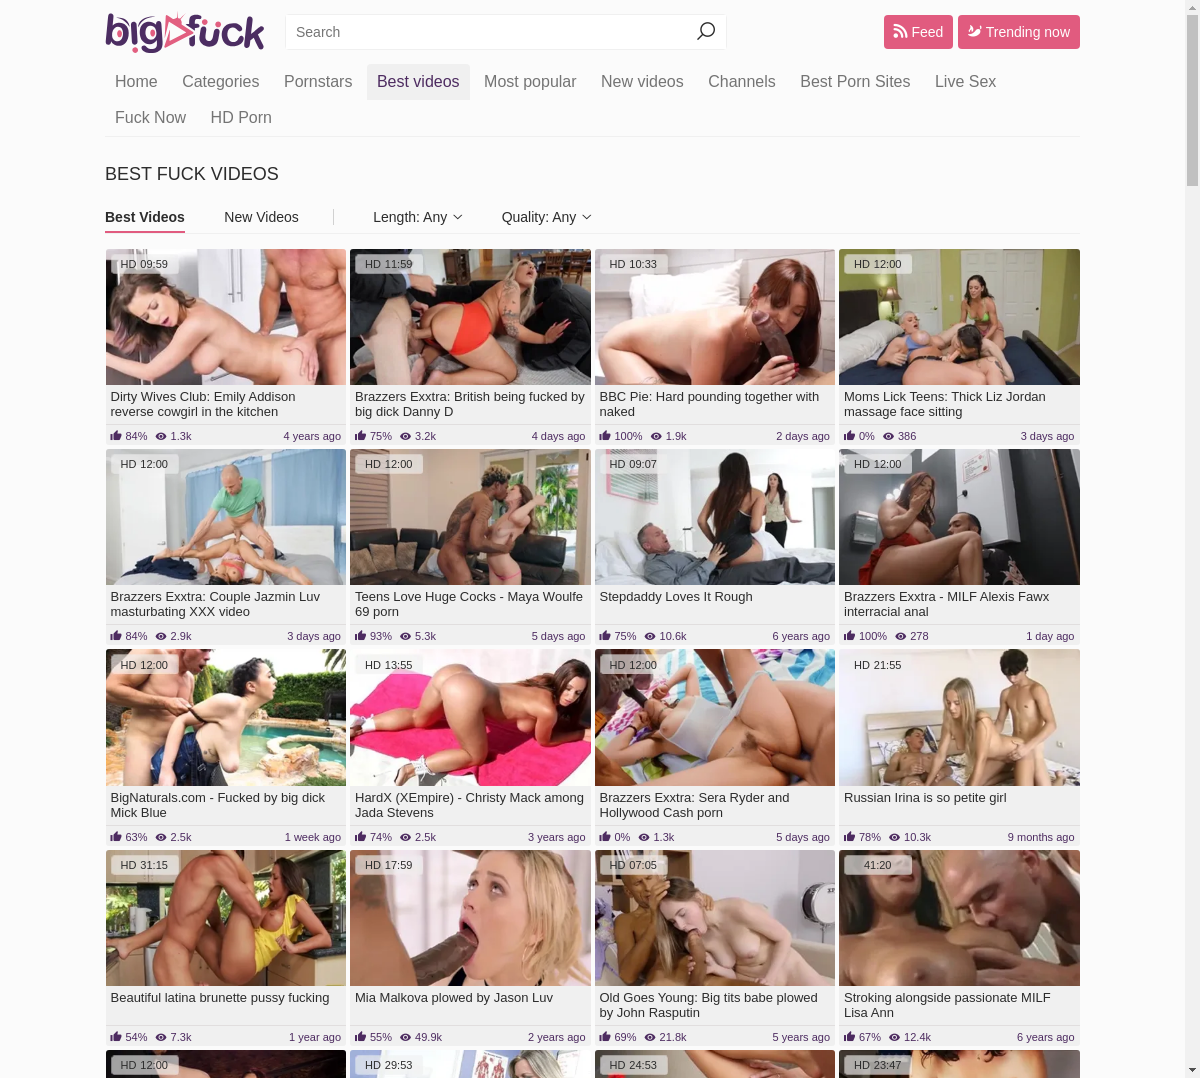 bigfuck
Search
Feed
Trending now
Home Categories Pornstars Best videos Most popular New videos Channels Best Porn Sites Live Sex
Fuck Now HD Porn
BEST FUCK VIDEOS
Best Videos New Videos Length: Any Quality: Any
HD 09:59
Dirty Wives Club: Emily Addison
reverse cowgirl in the kitchen
84% 1.3k 4 years ago
HD 11:59
Brazzers Exxtra: British being fucked by
big dick Danny D
75% 3.2k 4 days ago
HD 10:33
BBC Pie: Hard pounding together with
naked
100% 1.9k 2 days ago
HD 12:00
Moms Lick Teens: Thick Liz Jordan
massage face sitting
0% 386 3 days ago
HD 12:00
Brazzers Exxtra: Couple Jazmin Luv
masturbating XXX video
84% 2.9k 3 days ago
HD 12:00
Teens Love Huge Cocks - Maya Woulfe
69 porn
93% 5.3k 5 days ago
HD 09:07
Stepdaddy Loves It Rough
75% 10.6k 6 years ago
HD 12:00
Brazzers Exxtra - MILF Alexis Fawx
interracial anal
100% 278 1 day ago
HD 12:00
BigNaturals.com - Fucked by big dick
Mick Blue
63% 2.5k 1 week ago
HD 13:55
HardX (XEmpire) - Christy Mack among
Jada Stevens
74% 2.5k 3 years ago
HD 12:00
Brazzers Exxtra: Sera Ryder and
Hollywood Cash porn
0% 1.3k 5 days ago
HD 21:55
Russian Irina is so petite girl
78% 10.3k 9 months ago
HD 31:15
Beautiful latina brunette pussy fucking
54% 7.3k 1 year ago
HD 17:59
Mia Malkova plowed by Jason Luv
55% 49.9k 2 years ago
HD 07:05
Old Goes Young: Big tits babe plowed
by John Rasputin
69% 21.8k 5 years ago
41:20
Stroking alongside passionate MILF
Lisa Ann
67% 12.4k 6 years ago
HD 12:00
HD 29:53
HD 24:53
HD 23:47